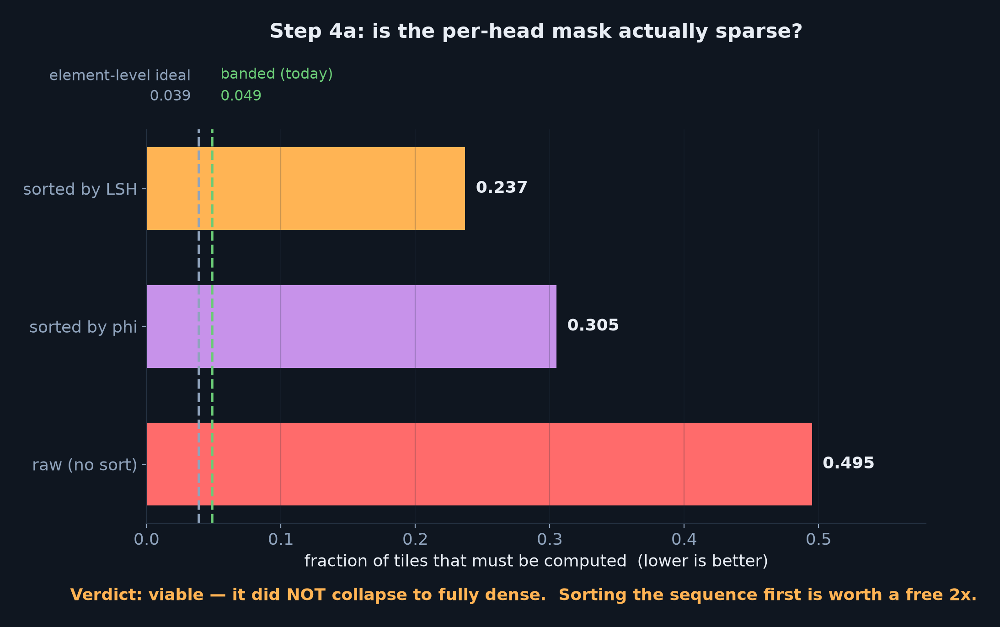 Step 4a: is the per-head mask actually sparse?
element-level ideal
0.039
banded (today)
0.049
sorted by LSH
0.237
sorted by phi
0.305
raw (no sort)
0.495
0.0 0.1 0.2 0.3 0.4 0.5
fraction of tiles that must be computed  (lower is better)
Verdict: viable — it did NOT collapse to fully dense.  Sorting the sequence first is worth a free 2x.